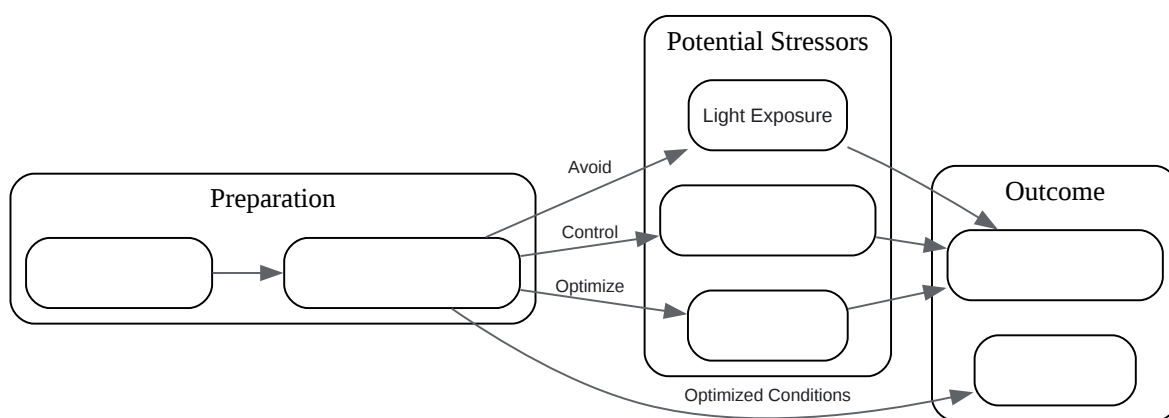 Potential Stressors
Light Exposure
Avoid
Preparation
Outcome
Control
Optimize
Optimized Conditions